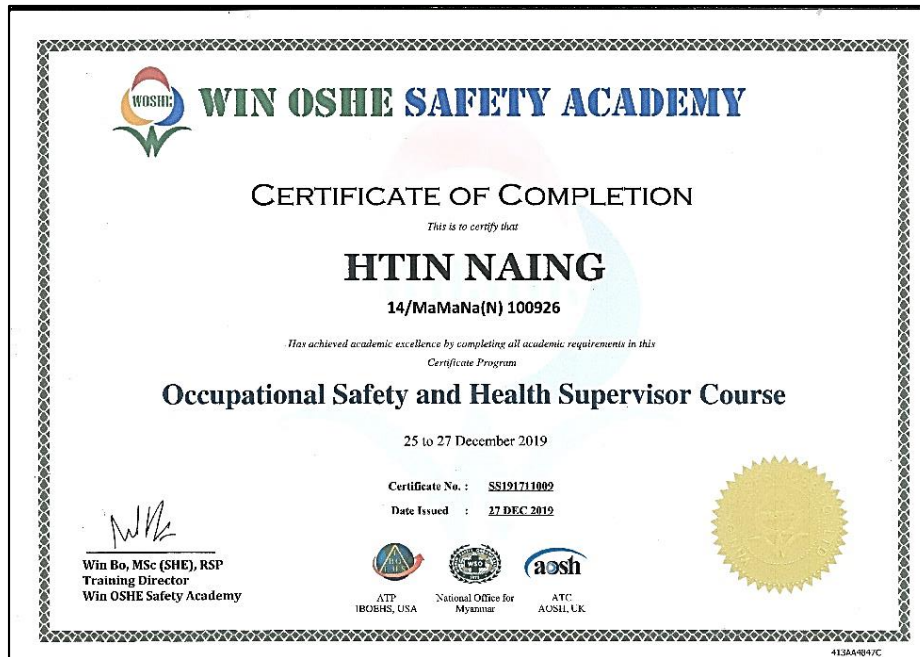 WOSHE WIN OSHE SAFETY ACADEMY
CERTIFICATE OF COMPLETION
This is to certify that
HTIN NAING
14/MaMaNa(N) 100926
Has achieved academic excellence by completing all academic requirements in this
Certificate Program
Occupational Safety and Health Supervisor Course
25 to 27 December 2019
Certificate No. : SS191711009
Date Issued : 27 DEC 2019
Win Bo, MSc (SHE), RSP
Training Director
Win OSHE Safety Academy
WSO
aosh
ATP
IBOEHS, USA
National Office for
Myanmar
ATC
AOSH, UK
413AA4847C